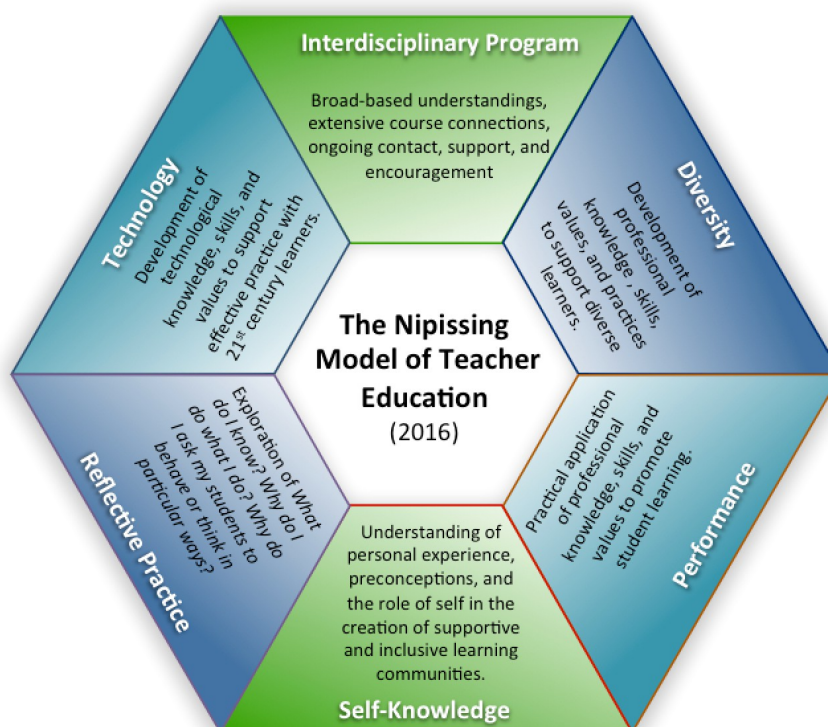 Interdisciplinary Program
Broad-based understandings,
extensive course connections,
ongoing contact, support, and
encouragement
Diversity
Development of
professional
knowledge , skills,
values, and practices
to support diverse
learners.
Performance
Practical application
of professional
knowledge, skills, and
values to promote
student learning.
Understanding of
personal experience,
preconceptions, and
the role of self in the
creation of supportive
and inclusive learning
communities.
Self-Knowledge
Reflective Practice
Exploration of What
do I know? Why do I
do what I do? Why do
I ask my students to
behave or think in
particular ways?
Technology
Development of
technological
knowledge, skills, and
values to support
effective practice with
21st century learners.
The Nipissing
Model of Teacher
Education
(2016)